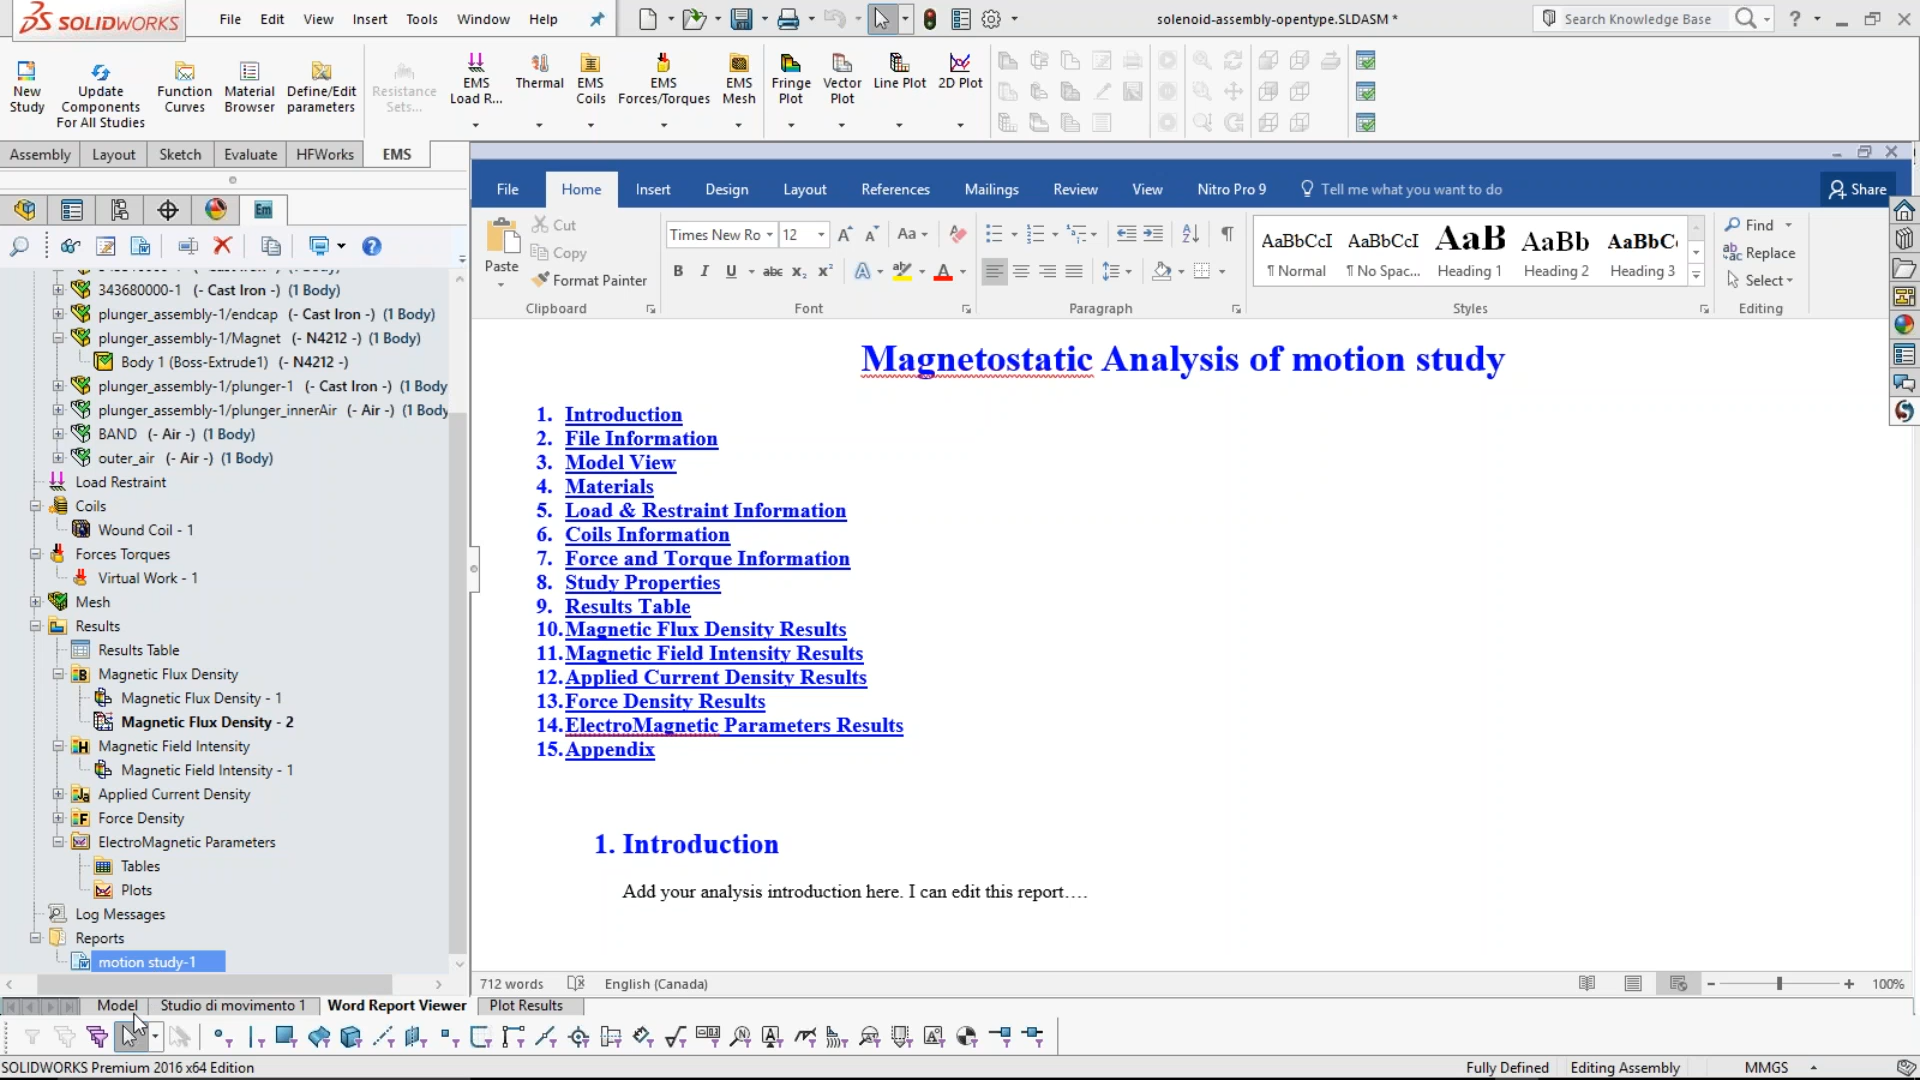 SOLIDWORKS File Edit View Insert Tools Window Help solenoid-assembly-opentype.SLDASM * Search Knowledge Base
New Study
Update Components For All Studies
Function Curves
Material Browser
Define/Edit parameters
Resistance Sets...
EMS Load R...
Thermal
EMS Coils
EMS Forces/Torques
EMS Mesh
Fringe Plot
Vector Plot
Line Plot
2D Plot
Assembly Layout Sketch Evaluate HFWorks EMS
343680000-1 (- Cast Iron -) (1 Body)
plunger_assembly-1/endcap (- Cast Iron -) (1 Body)
plunger_assembly-1/Magnet (- N4212 -) (1 Body)
Body 1 (Boss-Extrude1) (- N4212 -)
plunger_assembly-1/plunger-1 (- Cast Iron -) (1 Body
plunger_assembly-1/plunger_innerAir (- Air -) (1 Body
BAND (- Air -) (1 Body)
outer_air (- Air -) (1 Body)
Load Restraint
Coils
Wound Coil - 1
Forces Torques
Virtual Work - 1
Mesh
Results
Results Table
Magnetic Flux Density
Magnetic Flux Density - 1
Magnetic Flux Density - 2
Magnetic Field Intensity
Magnetic Field Intensity - 1
Applied Current Density
Force Density
ElectroMagnetic Parameters
Tables
Plots
Log Messages
Reports
motion study-1
File Home Insert Design Layout References Mailings Review View Nitro Pro 9 Tell me what you want to do Share
Paste
Cut
Copy
Format Painter
Clipboard
Times New Ro 12
Font
Paragraph
AaBbCcI AaBbCcI AaB AaBb AaBbC
¶ Normal ¶ No Spac... Heading 1 Heading 2 Heading 3
Styles
Find
Replace
Select
Editing
Magnetostatic Analysis of motion study
1. Introduction
2. File Information
3. Model View
4. Materials
5. Load & Restraint Information
6. Coils Information
7. Force and Torque Information
8. Study Properties
9. Results Table
10. Magnetic Flux Density Results
11. Magnetic Field Intensity Results
12. Applied Current Density Results
13. Force Density Results
14. ElectroMagnetic Parameters Results
15. Appendix
1. Introduction
Add your analysis introduction here. I can edit this report….
712 words English (Canada) 100%
Model Studio di movimento 1 Word Report Viewer Plot Results
SOLIDWORKS Premium 2016 x64 Edition Fully Defined Editing Assembly MMGS